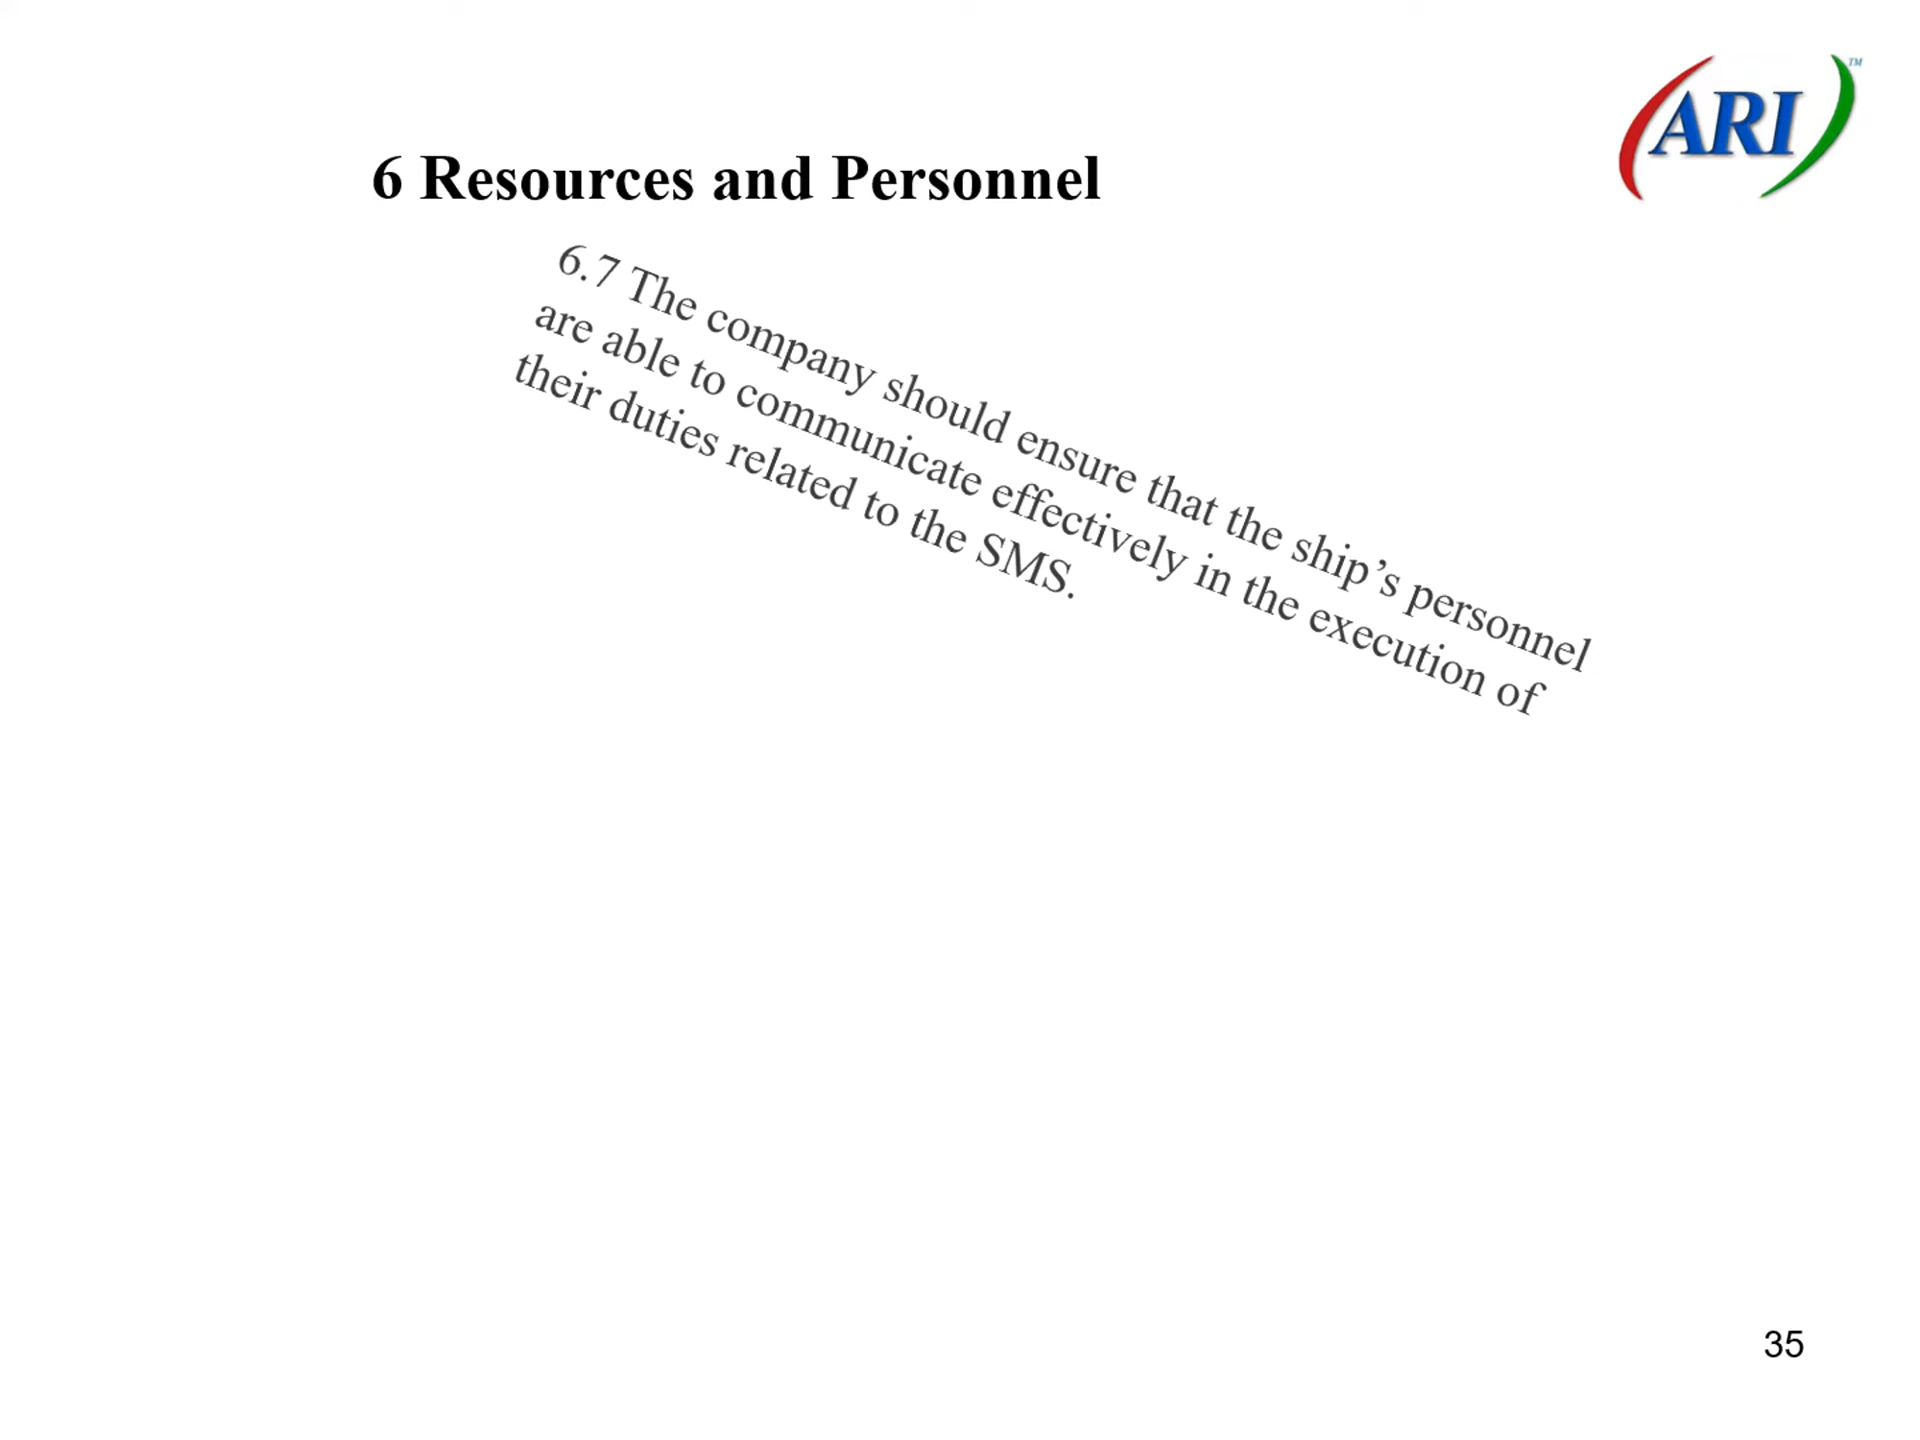 ARI™
6 Resources and Personnel
6.7 The company should ensure that the ship’s personnel
are able to communicate effectively in the execution of
their duties related to the SMS.
35